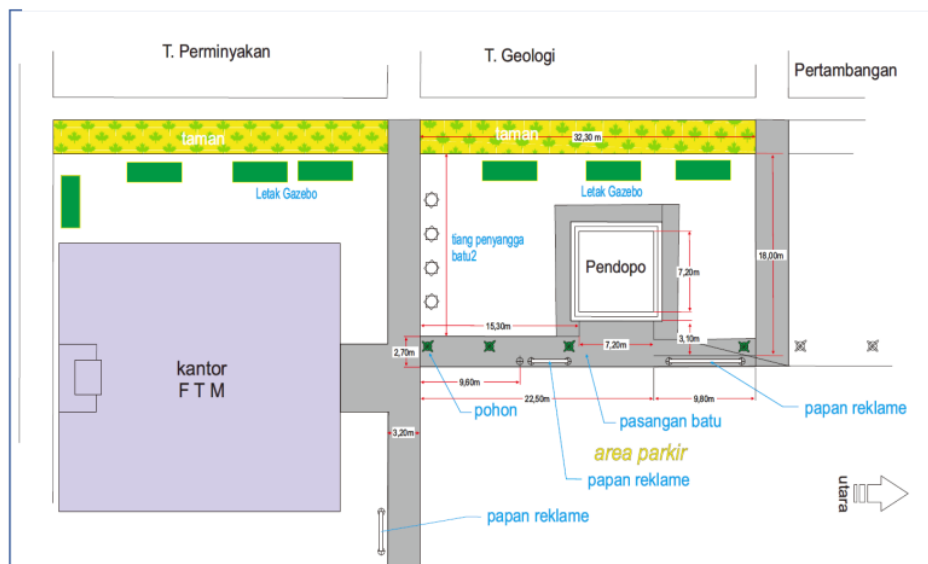 T. Perminyakan
T. Geologi
Pertambangan
taman
taman
32,30 m
Letak Gazebo
Letak Gazebo
tiang penyangga
batu2
18,00m
Pendopo
7,20m
15,30m
3,10m
2,70m
7,20m
kantor
F T M
9,60m
22,50m
9,80m
papan reklame
pohon
pasangan batu
3,20m
area parkir
papan reklame
utara
papan reklame